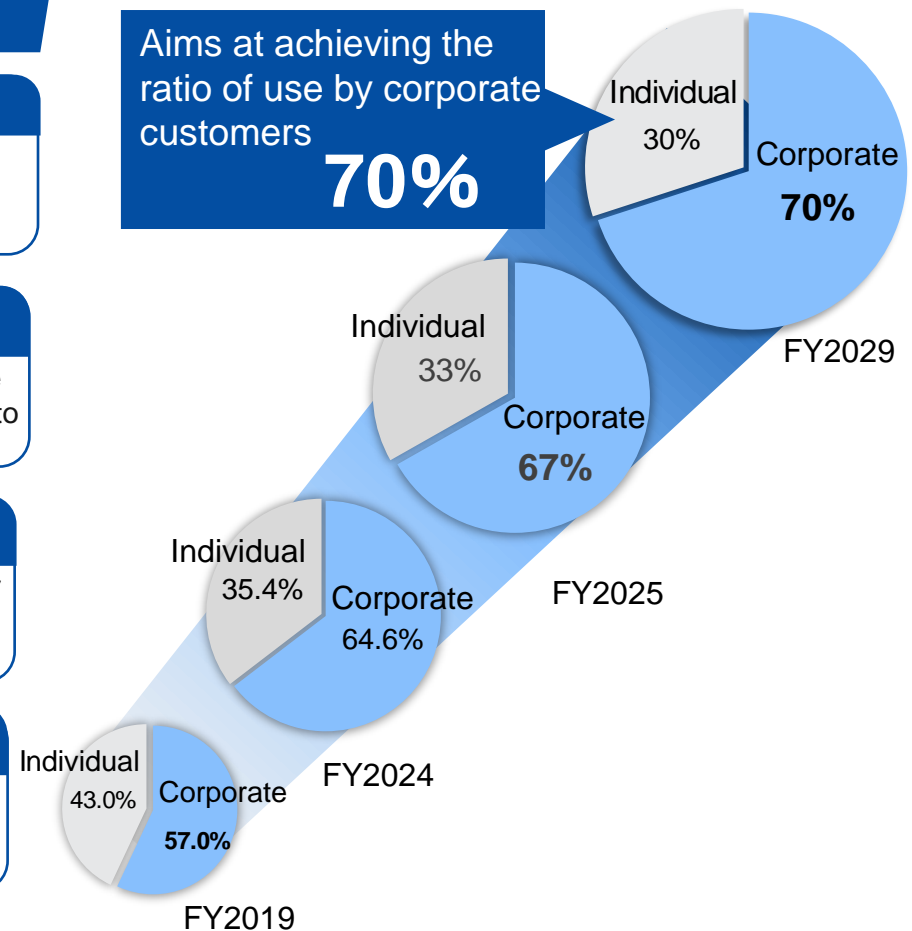 Aims at achieving the
ratio of use by corporate
customers
70%
Individual
30%
Corporate
70%
FY2029
Individual
33%
Corporate
67%
FY2025
to
Individual
35.4%
Corporate
64.6%
FY2024
Individual
43.0%
Corporate
57.0%
FY2019